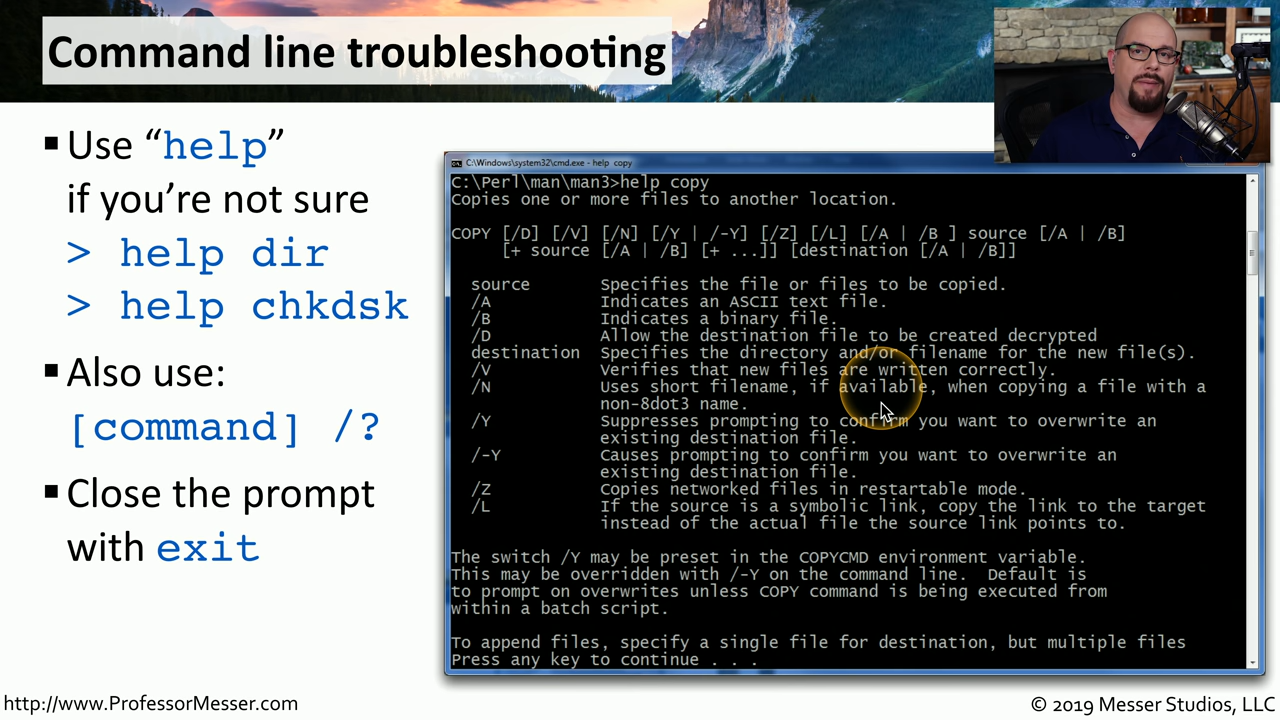 Command line troubleshooting
▪ Use “help”
if you’re not sure
> help dir
> help chkdsk
▪ Also use:
[command] /?
▪ Close the prompt
with exit
C:\Windows\system32\cmd.exe - help copy
C:\Perl\man\man3>help copy
Copies one or more files to another location.
COPY [/D] [/V] [/N] [/Y | /-Y] [/Z] [/L] [/A | /B ] source [/A | /B]
[+ source [/A | /B] [+ ...]] [destination [/A | /B]]
source Specifies the file or files to be copied.
/A Indicates an ASCII text file.
/B Indicates a binary file.
/D Allow the destination file to be created decrypted
destination Specifies the directory and/or filename for the new file(s).
/V Verifies that new files are written correctly.
/N Uses short filename, if available, when copying a file with a
non-8dot3 name.
/Y Suppresses prompting to confirm you want to overwrite an
existing destination file.
/-Y Causes prompting to confirm you want to overwrite an
existing destination file.
/Z Copies networked files in restartable mode.
/L If the source is a symbolic link, copy the link to the target
instead of the actual file the source link points to.
The switch /Y may be preset in the COPYCMD environment variable.
This may be overridden with /-Y on the command line.  Default is
to prompt on overwrites unless COPY command is being executed from
within a batch script.
To append files, specify a single file for destination, but multiple files
Press any key to continue . . .
http://www.ProfessorMesser.com
© 2019 Messer Studios, LLC